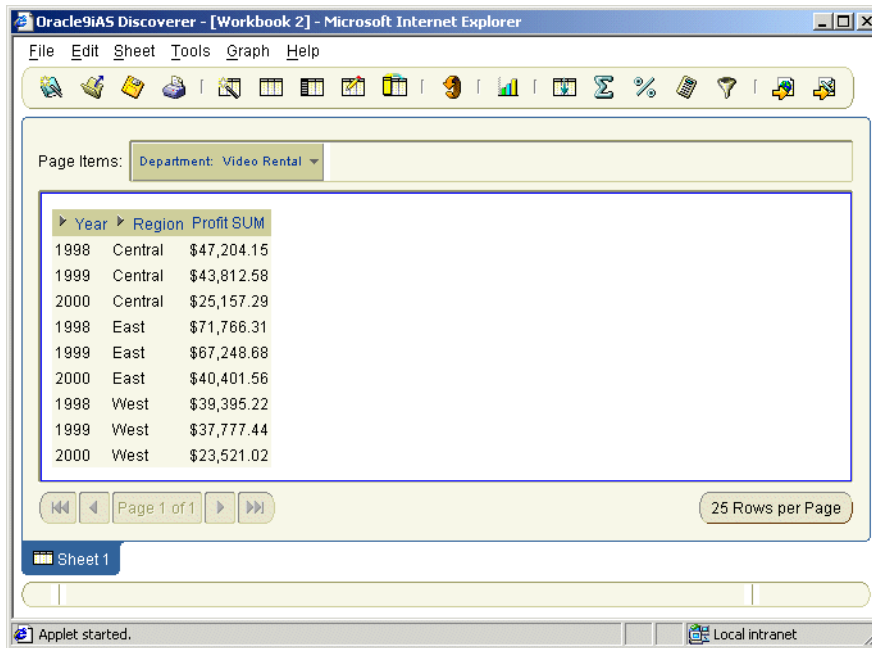 Oracle9iAS Discoverer - [Workbook 2] - Microsoft Internet Explorer
File Edit Sheet Tools Graph Help
Page Items: Department: Video Rental
Year Region Profit SUM
1998 Central $47,204.15
1999 Central $43,812.58
2000 Central $25,157.29
1998 East $71,766.31
1999 East $67,248.68
2000 East $40,401.56
1998 West $39,395.22
1999 West $37,777.44
2000 West $23,521.02
Page 1 of 1 25 Rows per Page
Sheet 1
Applet started. Local intranet